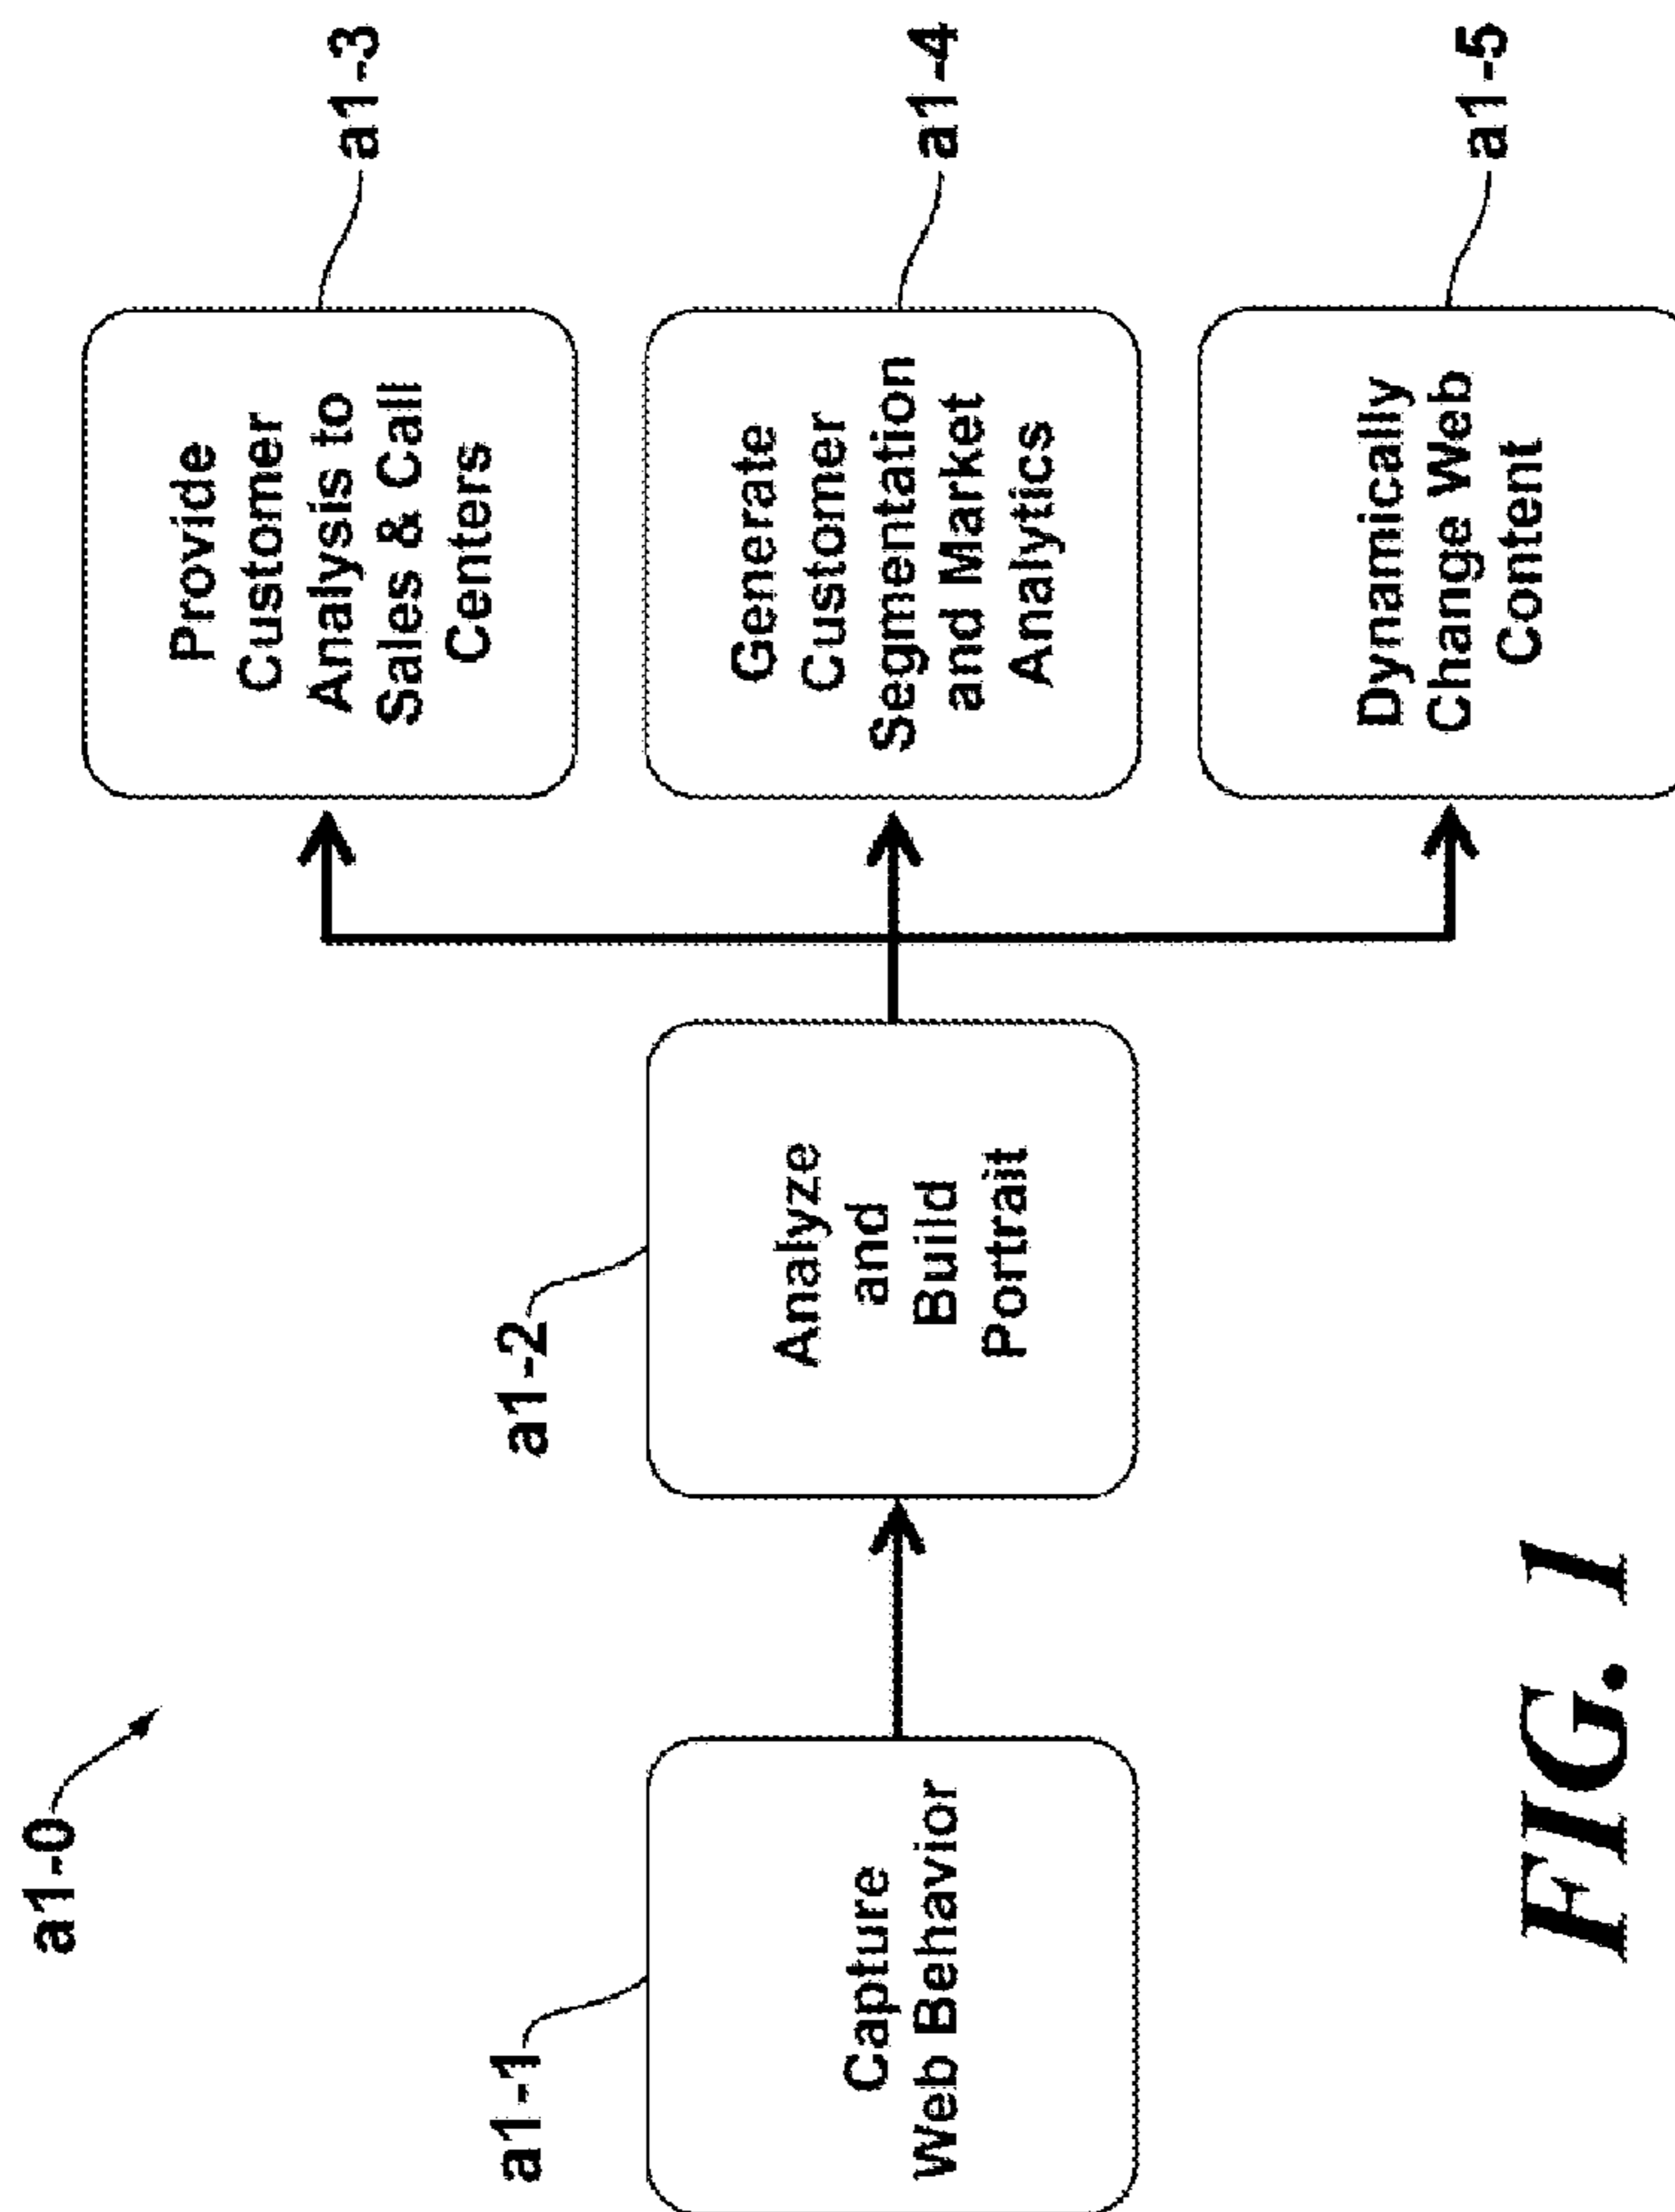 a1-0
a1-1
Capture
Web Behavior
a1-2
Analyze
and
Build
Portrait
Provide
Customer
Analysis to
Sales & Call
Centers
a1-3
Generate
Customer
Segmentation
and Market
Analytics
a1-4
Dynamically
Change Web
Content
a1-5
FIG. 1